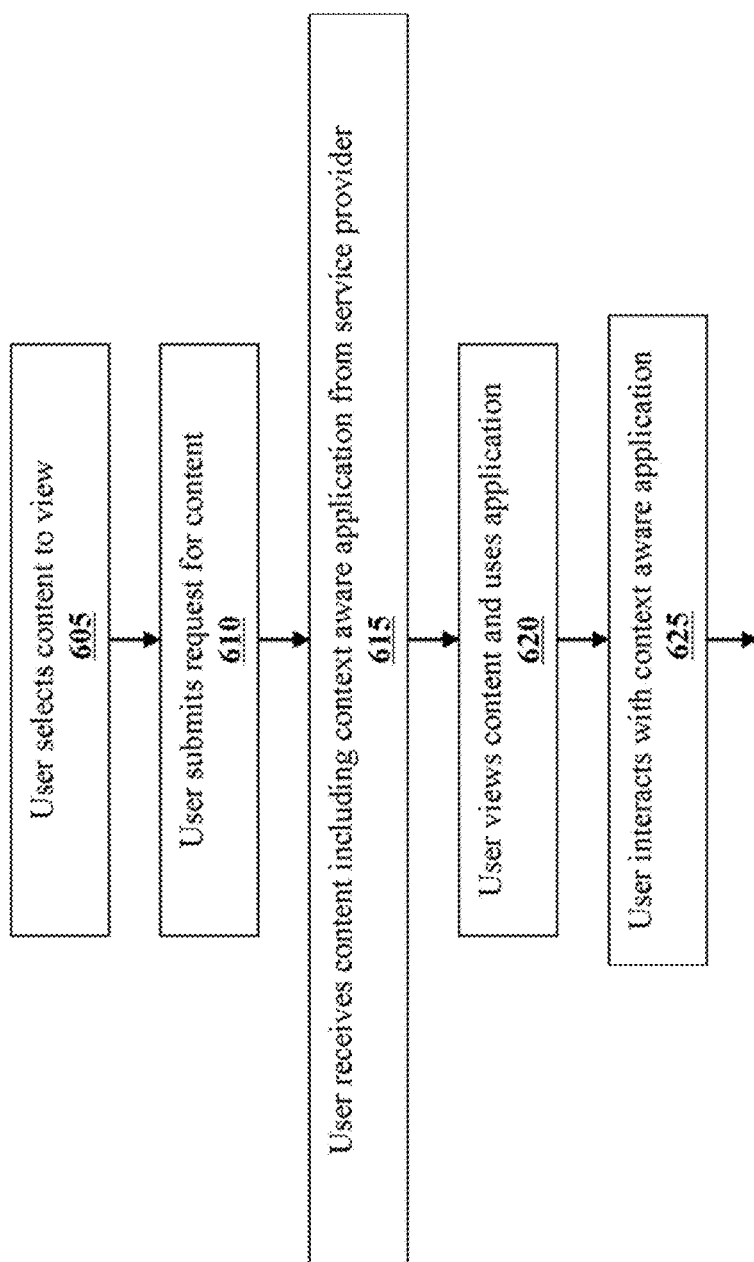 User selects content to view
605
User submits request for content
610
User receives content including context aware application from service provider
615
User views content and uses application
620
User interacts with context aware application
625